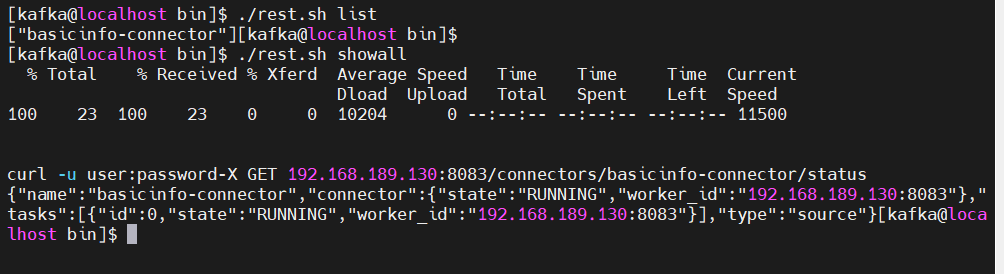 [kafka@localhost bin]$ ./rest.sh list
["basicinfo-connector"][kafka@localhost bin]$
[kafka@localhost bin]$ ./rest.sh showall
  % Total    % Received % Xferd  Average Speed   Time    Time     Time  Current
                                 Dload  Upload   Total   Spent    Left  Speed
100    23  100    23    0     0  10204      0 --:--:-- --:--:-- --:--:-- 11500
curl -u user:password-X GET 192.168.189.130:8083/connectors/basicinfo-connector/status
{"name":"basicinfo-connector","connector":{"state":"RUNNING","worker_id":"192.168.189.130:8083"},"
tasks":[{"id":0,"state":"RUNNING","worker_id":"192.168.189.130:8083"}],"type":"source"}[kafka@loca
lhost bin]$